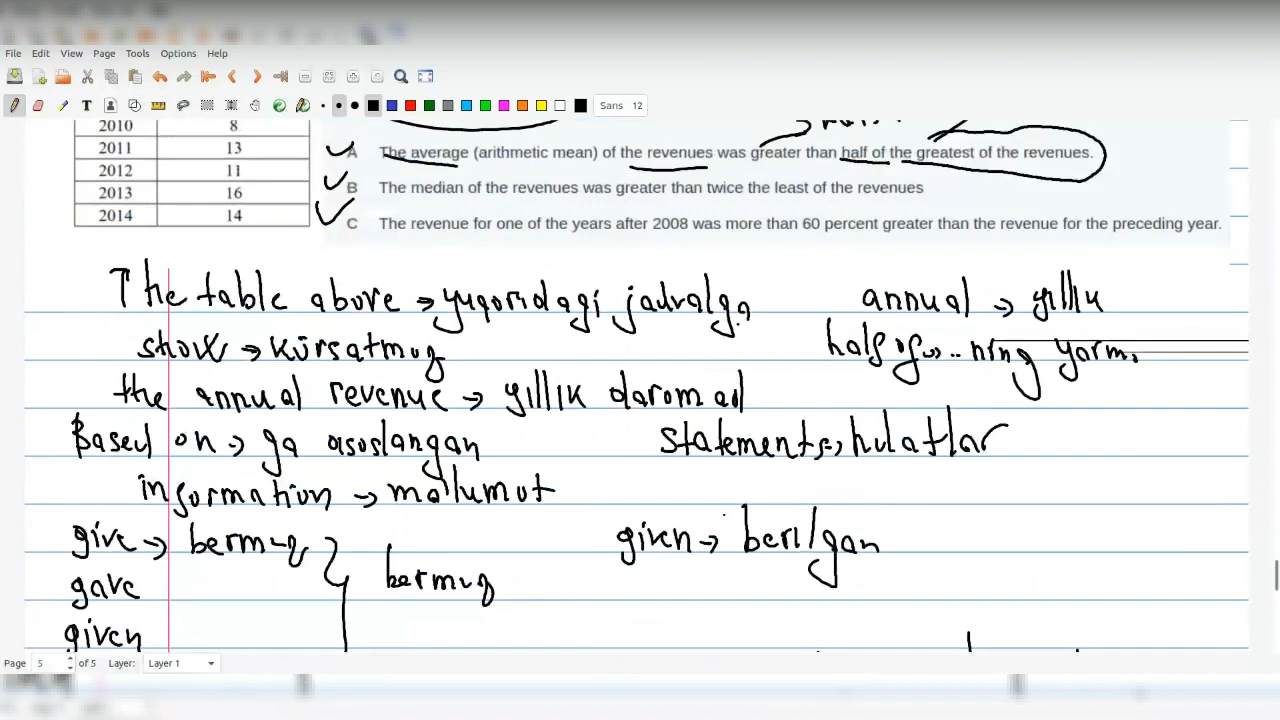 File Edit View Page Tools Options Help
T Sans 12
2010 8
2011 13
2012 11
2013 16
2014 14
A The average (arithmetic mean) of the revenues was greater than half of the greatest of the revenues.
B The median of the revenues was greater than twice the least of the revenues
C The revenue for one of the years after 2008 was more than 60 percent greater than the revenue for the preceding year.
The table above → yuqoridagi jadvalga annual → yillik
show → kursatmoq half of → .. ning yarmi
the annual revenue → yillik daromad
Based on → ga asoslangan statements → hulatlar
information → mallumot
give → bermoq given → berilgan
gave bermoq
given
Page 5 of 5 Layer: Layer 1